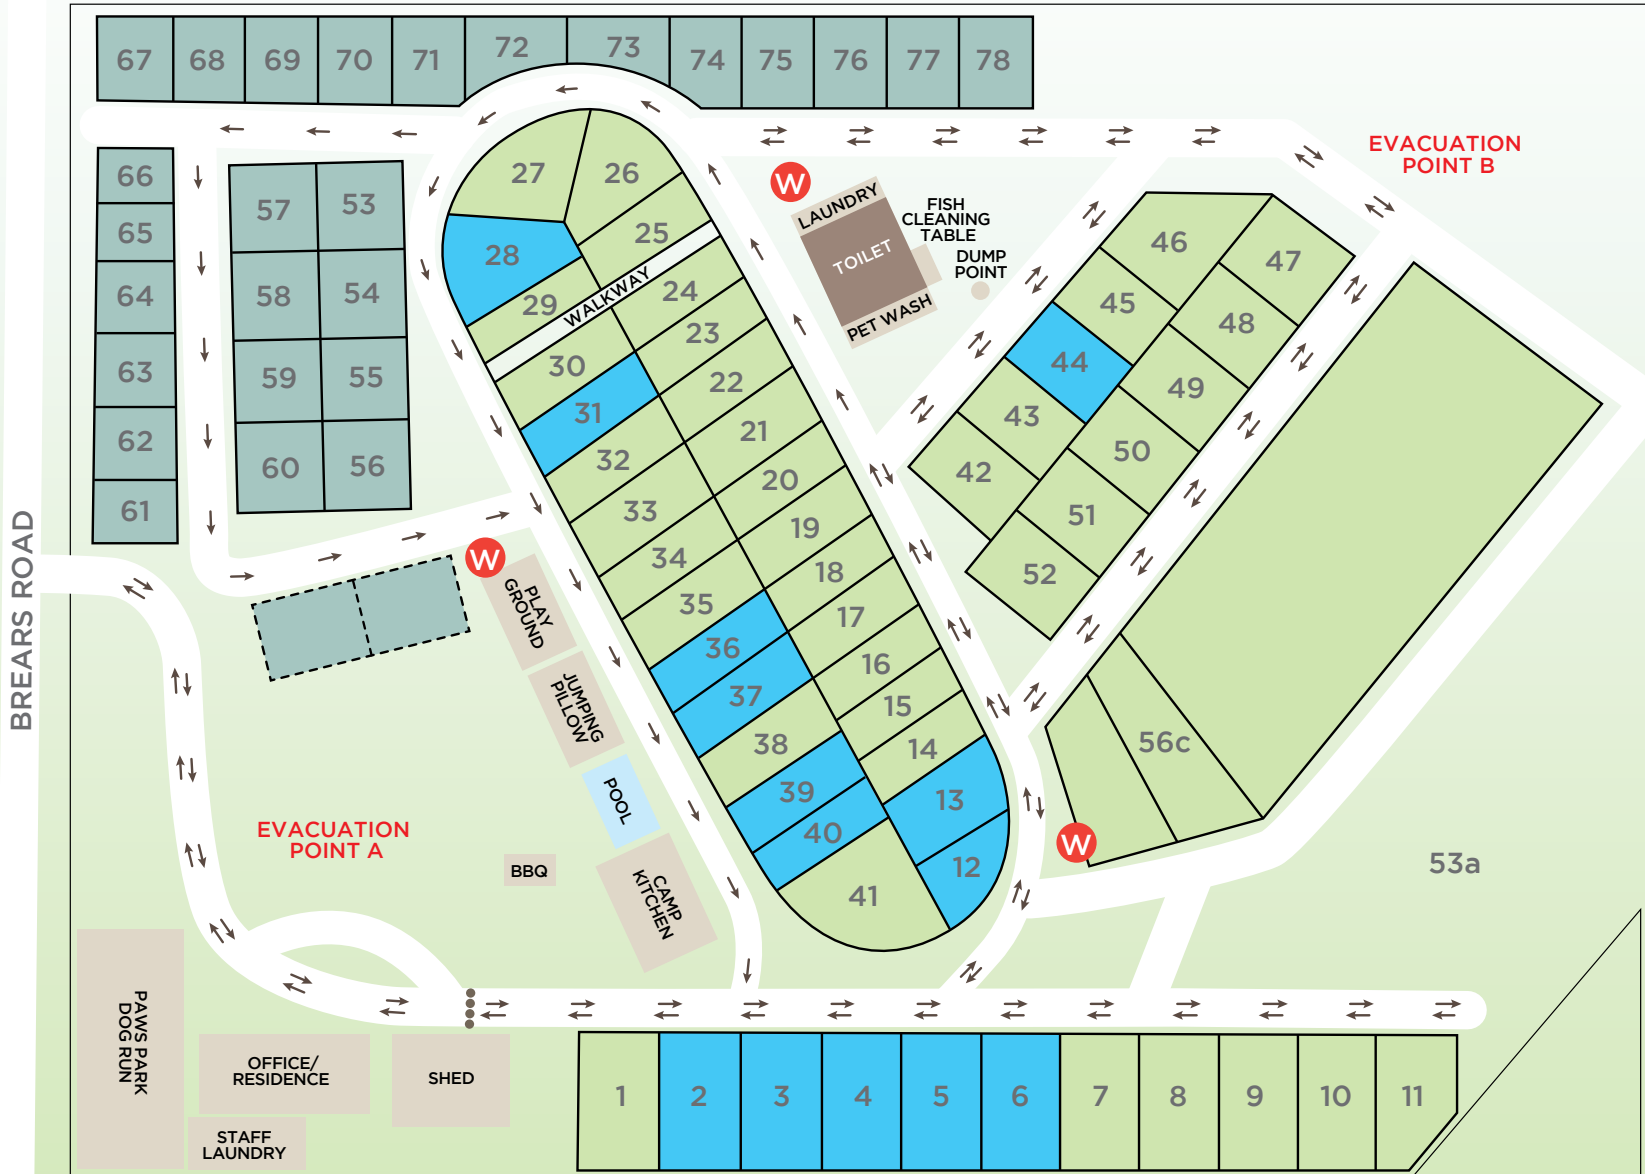 67 68 69 70 71 72 73 74 75 76 77 78
EVACUATION
POINT B
66
65
64
63
62
61
57 53
58 54
59 55
60 56
27 26
28 25
WALKWAY
29 24
30 23
31 22
32 21
33 20
34 19
35 18
36 17
37 16
38 15
39 14
40 13
41 12
W
LAUNDRY
TOILET
PET WASH
FISH
CLEANING
TABLE
DUMP
POINT
46 47
45 48
44 49
43 50
42 51
52
56c
W
53a
BREARS ROAD
W
PLAY
GROUND
JUMPING
PILLOW
POOL
CAMP
KITCHEN
BBQ
EVACUATION
POINT A
PAWS PARK
DOG RUN
OFFICE/
RESIDENCE
SHED
STAFF
LAUNDRY
1 2 3 4 5 6 7 8 9 10 11